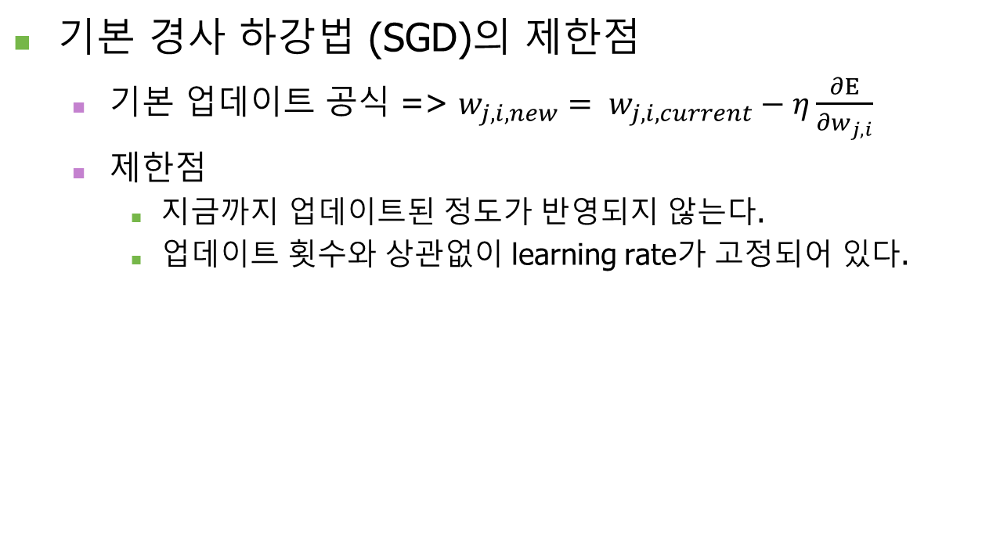 기본 경사 하강법 (SGD)의 제한점
기본 업데이트 공식 => $w_{j,i,new} = w_{j,i,current} - \eta \frac{\partial E}{\partial w_{j,i}}$
제한점
지금까지 업데이트된 정도가 반영되지 않는다.
업데이트 횟수와 상관없이 learning rate가 고정되어 있다.